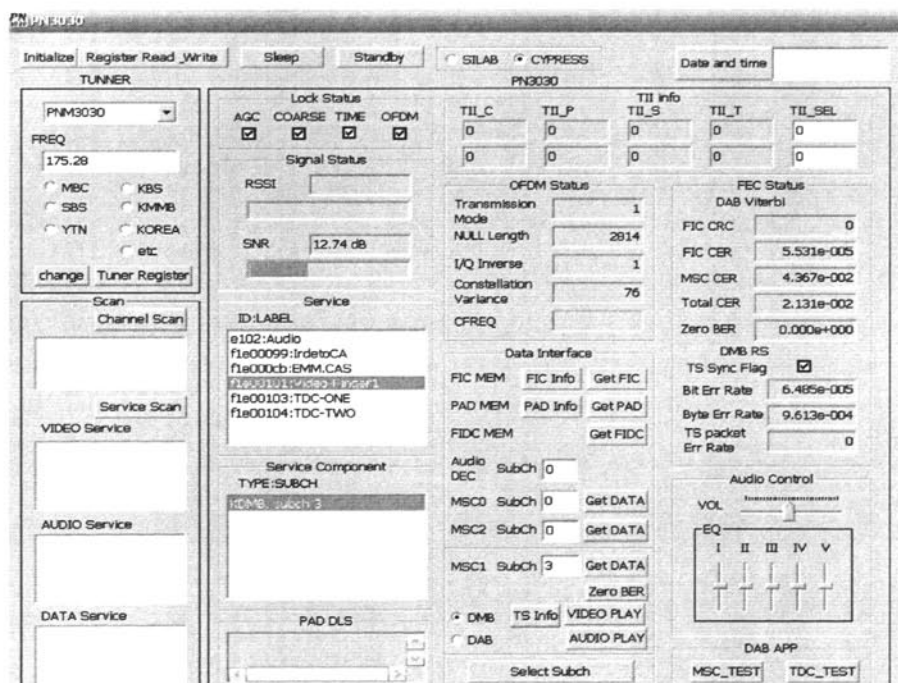 PN3030
Initialize Register Read _Write Sleep Standby SILAB CYPRESS Date and time
TUNNER
PNM3030
FREQ
175.28
MBC KBS
SBS KMMB
YTN KOREA
etc
change Tuner Register
Scan
Channel Scan
Service Scan
VIDEO Service
AUDIO Service
DATA Service
PN3030
Lock Status
AGC COARSE TIME OFDM
Signal Status
RSSI
SNR 12.74 dB
Service
ID:LABEL
e102:Audio
f1e00099:IrdetoCA
f1e000cb:EMM.CAS
f1e00101:Video Finder1
f1e00103:TDC-ONE
f1e00104:TDC-TWO
Service Component
TYPE:SUBCH
subch 3
PAD DLS
TII info
TII_C TII_P TII_S TII_T TII_SEL
0 0 0 0 0
0 0 0 0 0
OFDM Status
Transmission
Mode 1
NULL Length 2814
I/Q Inverse 1
Constellation
Variance 76
CFREQ
Data Interface
FIC MEM FIC Info Get FIC
PAD MEM PAD Info Get PAD
FIDC MEM Get FIDC
Audio
DEC SubCh 0
MSC0 SubCh 0 Get DATA
MSC2 SubCh 0 Get DATA
MSC1 SubCh 3 Get DATA
Zero BER
DMB TS Info VIDEO PLAY
DAB AUDIO PLAY
Select Subch
FEC Status
DAB Viterbi
FIC CRC 0
FIC CER 5.531e-005
MSC CER 4.367e-002
Total CER 2.131e-002
Zero BER 0.000e+000
DMB RS
TS Sync Flag
Bit Err Rate 6.485e-005
Byte Err Rate 9.613e-004
TS packet
Err Rate 0
Audio Control
VOL
EQ
I II III IV V
DAB APP
MSC_TEST TDC_TEST